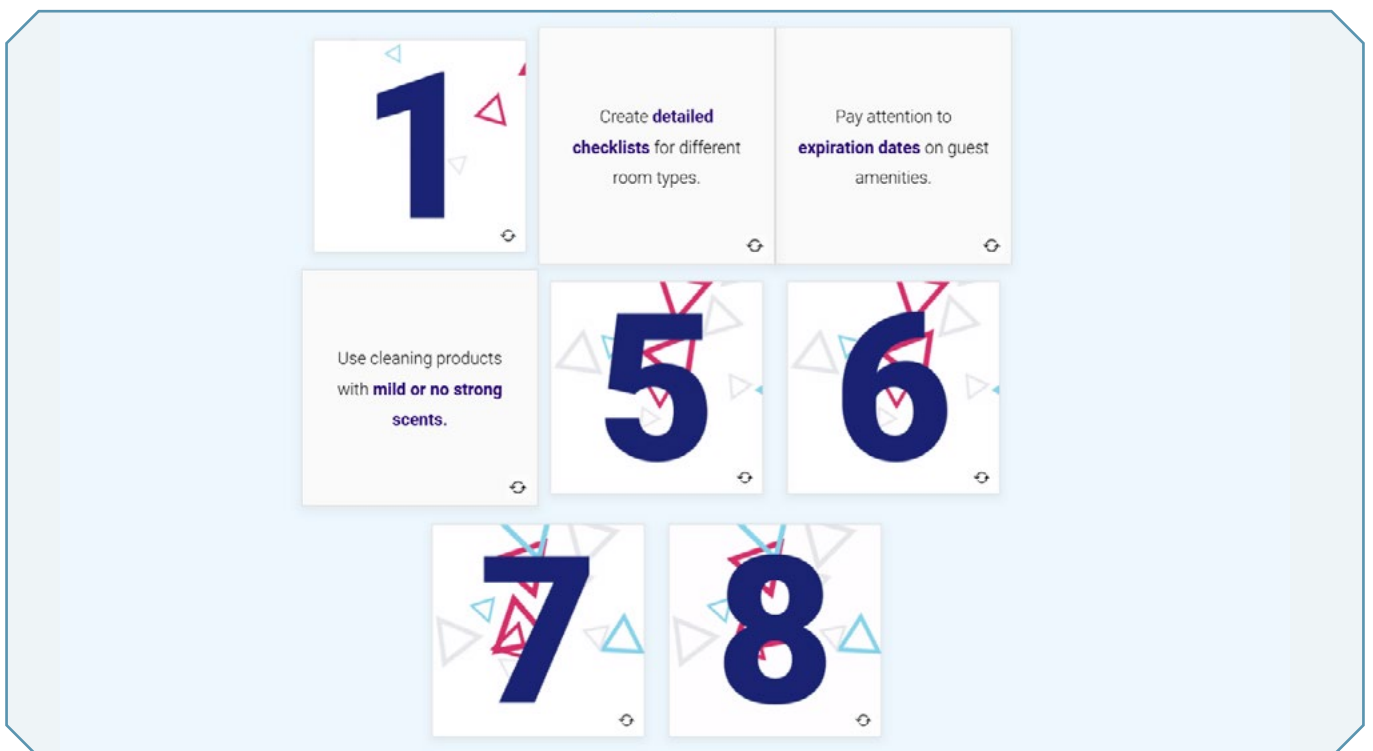 1
Create detailed
checklists for different
room types.
Pay attention to
expiration dates on guest
amenities.
Use cleaning products
with mild or no strong
scents.
5
6
7
8